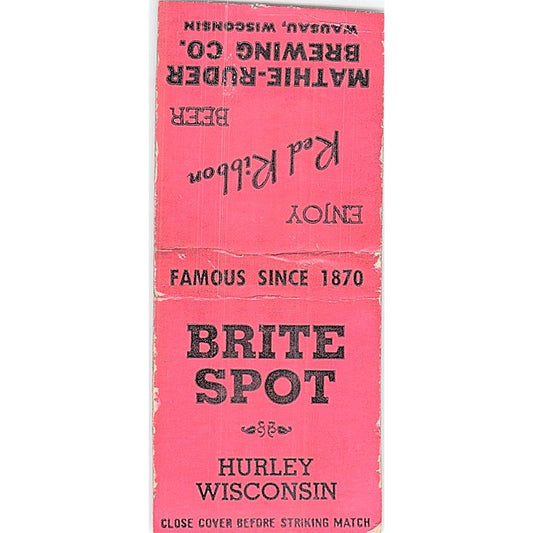 ENJOY
Red Ribbon
BEER
MATHIE-RUDER
BREWING CO.
WAUSAU, WISCONSIN
FAMOUS SINCE 1870
BRITE
SPOT
HURLEY
WISCONSIN
CLOSE COVER BEFORE STRIKING MATCH